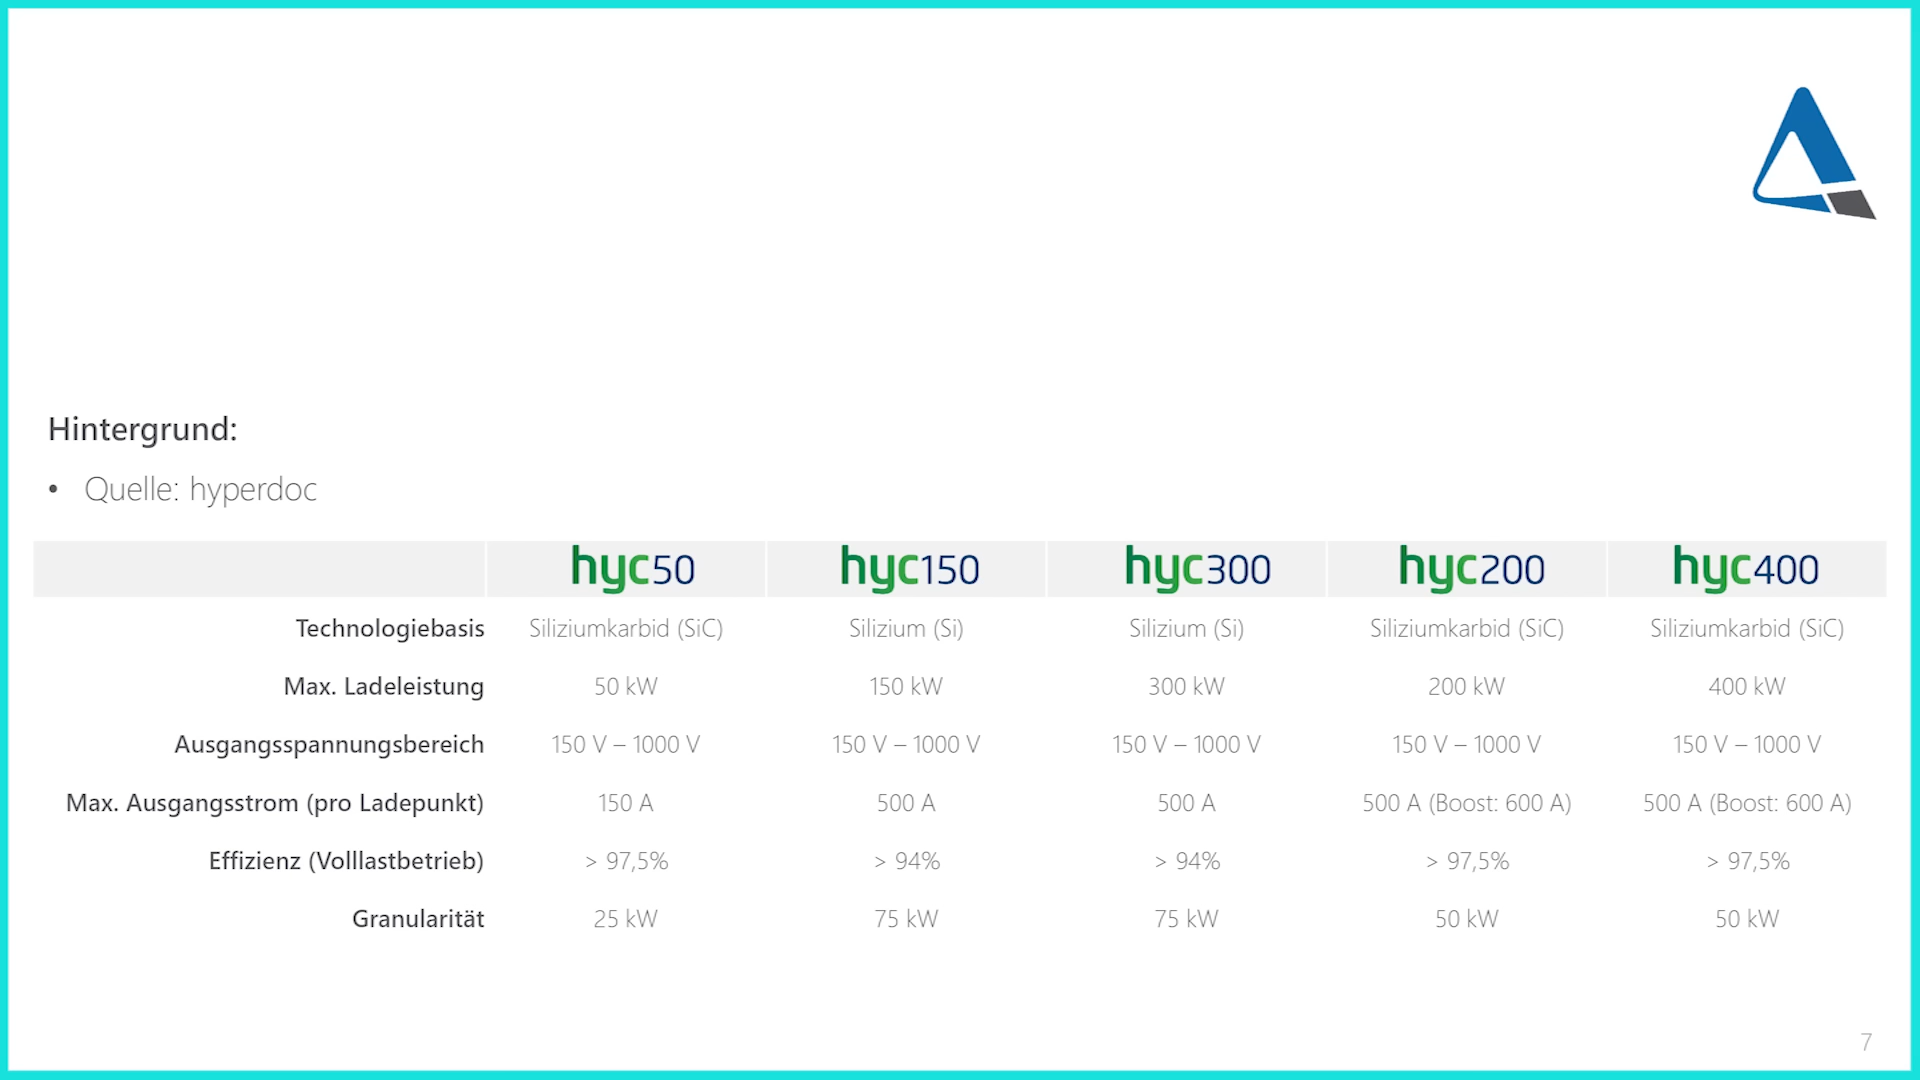 Hintergrund:
• Quelle: hyperdoc
hyc50 hyc150 hyc300 hyc200 hyc400
Technologiebasis Siliziumkarbid (SiC) Silizium (Si) Silizium (Si) Siliziumkarbid (SiC) Siliziumkarbid (SiC)
Max. Ladeleistung 50 kW 150 kW 300 kW 200 kW 400 kW
Ausgangsspannungsbereich 150 V – 1000 V 150 V – 1000 V 150 V – 1000 V 150 V – 1000 V 150 V – 1000 V
Max. Ausgangsstrom (pro Ladepunkt) 150 A 500 A 500 A 500 A (Boost: 600 A) 500 A (Boost: 600 A)
Effizienz (Volllastbetrieb) > 97,5% > 94% > 94% > 97,5% > 97,5%
Granularität 25 kW 75 kW 75 kW 50 kW 50 kW
7